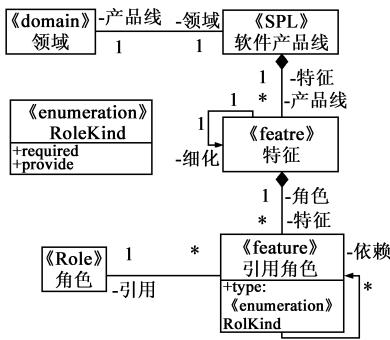 《domain》
领域
-产品线
1
-领域
1
《SPL》
软件产品线
1
-特征
*
-产品线
《enumeration》
RoleKind
+required
+provide
1
1
-细化
《featre》
特征
1
-角色
*
-特征
《Role》
角色
1
-引用
*
《feature》
引用角色
+type:
《enumeration》
RolKind
-依赖
*